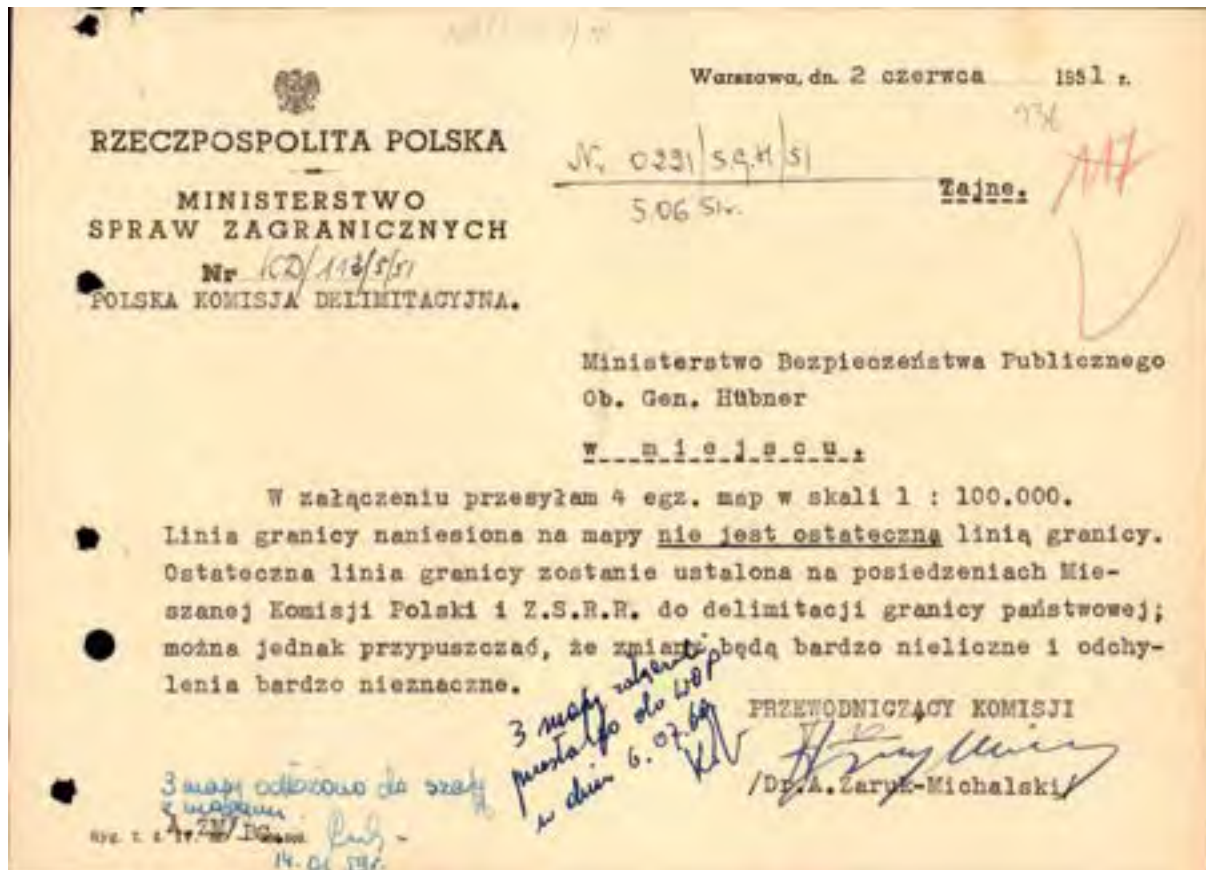 Warszawa, dn. 2 czerwca 1951 r.
RZECZPOSPOLITA POLSKA
MINISTERSTWO
SPRAW ZAGRANICZNYCH
Nr KD/113/5/51
POLSKA KOMISJA DELIMITACYJNA.
Nr 0221/S.G.H/51
5.06 51r.
Tajne.
Ministerstwo Bezpieczeństwa Publicznego
Ob. Gen. Hübner
w miejscu.
W załączeniu przesyłam 4 egz. map w skali 1 : 100.000.
Linia granicy naniesiona na mapy nie jest ostateczną linią granicy.
Ostateczna linia granicy zostanie ustalona na posiedzeniach Mie-
szanej Komisji Polski i Z.S.R.R. do delimitacji granicy państwowej;
można jednak przypuszczać, że zmiany będą bardzo nieliczne i odchy-
lenia bardzo nieznaczne.
PRZEWODNICZĄCY KOMISJI
/Dr.A.Zaruk-Michalski/
3 mapy
do WOP
w dniu 6.07.60
3 mapy odłożono do szafy
z mapami
A.ZM/BG.